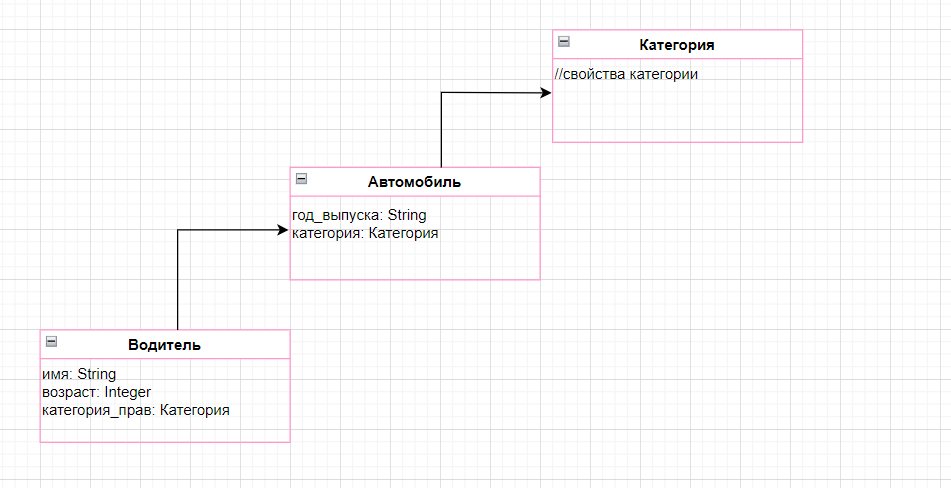 Категория
//свойства категории
Автомобиль
год_выпуска: String
категория: Категория
Водитель
имя: String
возраст: Integer
категория_прав: Категория